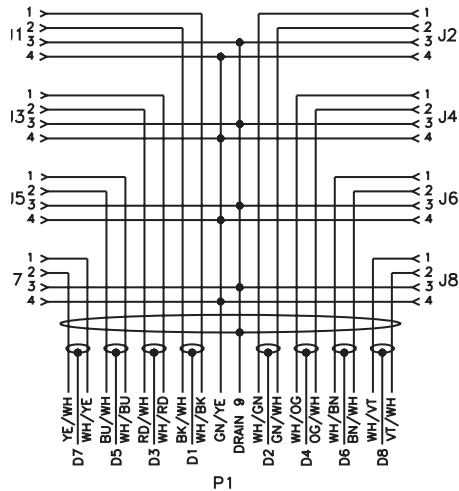 1 1
J1 2 2 J2
3 3
4 4
1 1
J3 2 2 J4
3 3
4 4
1 1
J5 2 2 J6
3 3
4 4
1 1
7 2 2 J8
3 3
4 4
YE/WH
D7
WH/YE
BU/WH
D5
WH/BU
RD/WH
D3
WH/RD
BK/WH
D1
WH/BK
GN/YE
DRAIN 9
WH/GN
D2
GN/WH
WH/OG
D4
OG/WH
WH/BN
D6
BN/WH
WH/VT
D8
VT/WH
P1